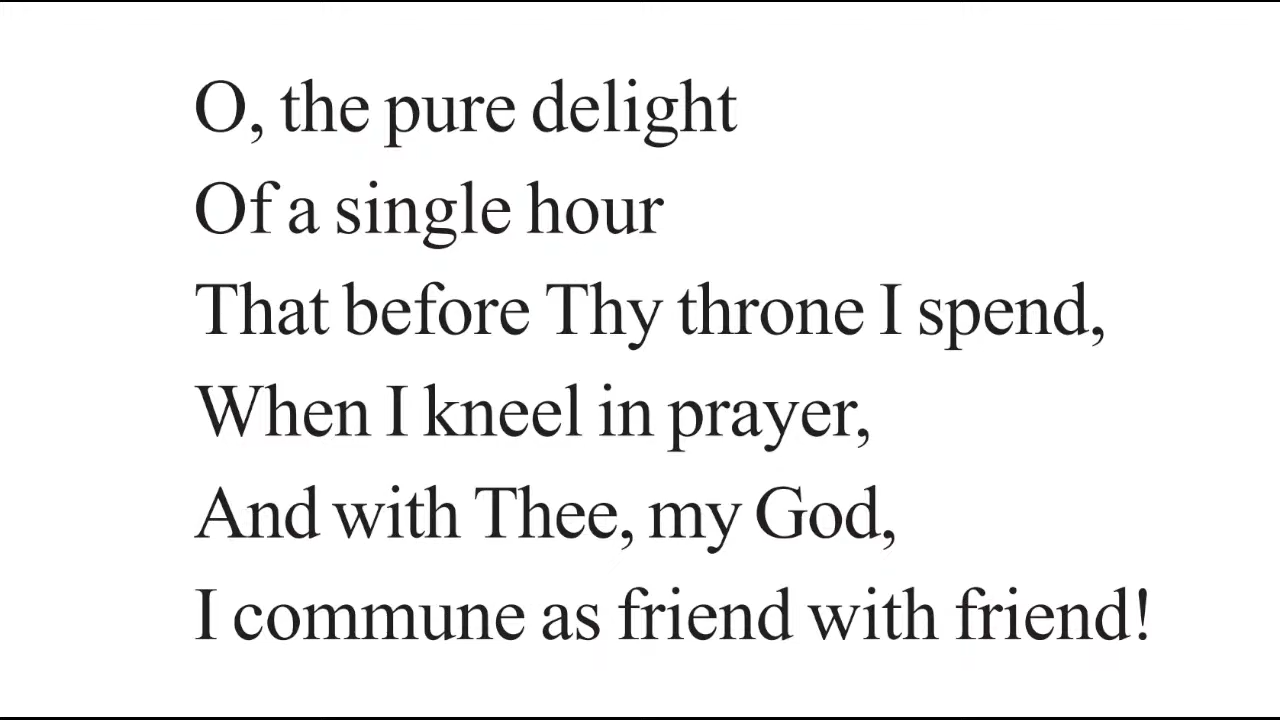 O, the pure delight
Of a single hour
That before Thy throne I spend,
When I kneel in prayer,
And with Thee, my God,
I commune as friend with friend!